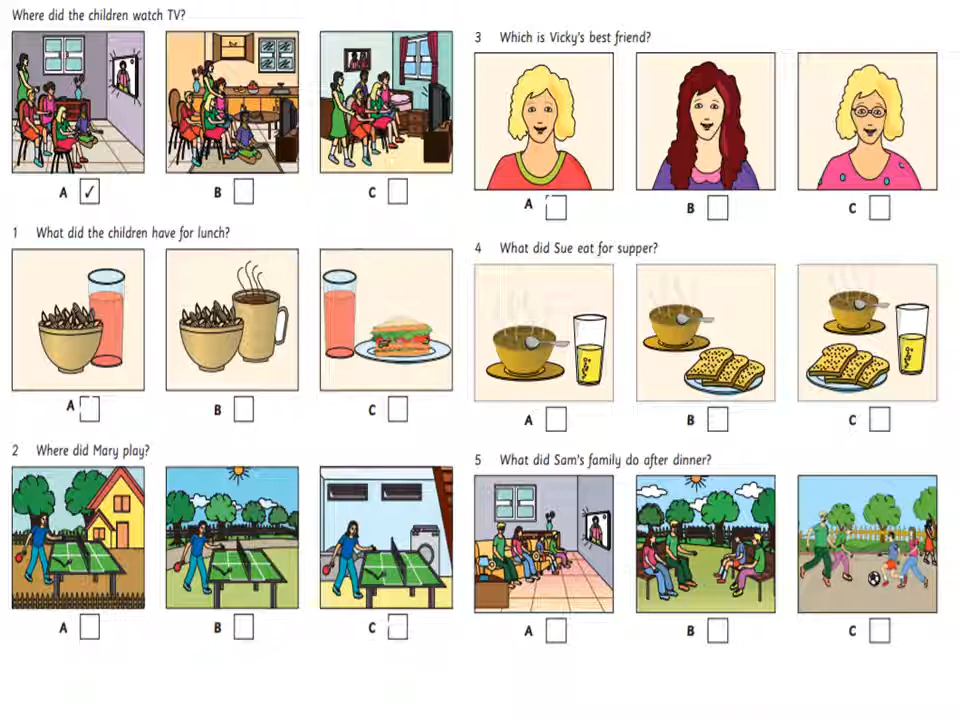 Where did the children watch TV?
A ✓ B C
1 What did the children have for lunch?
A B C
2 Where did Mary play?
A B C
3 Which is Vicky's best friend?
A B C
4 What did Sue eat for supper?
A B C
5 What did Sam's family do after dinner?
A B C